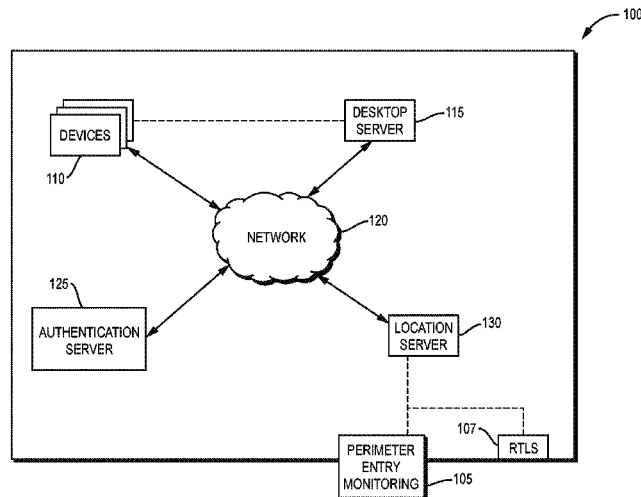 100
DEVICES
110
DESKTOP
SERVER
115
NETWORK
120
125
AUTHENTICATION
SERVER
LOCATION
SERVER
130
107
RTLS
PERIMETER
ENTRY
MONITORING
105